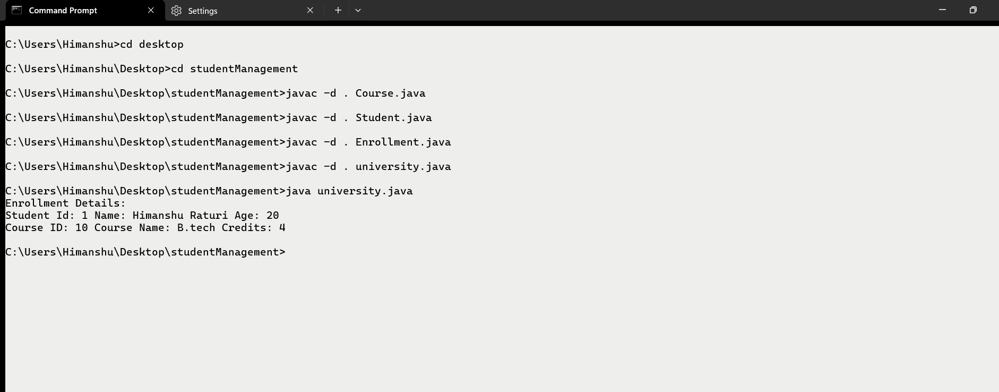 Command Prompt
Settings
C:\Users\Himanshu>cd desktop
C:\Users\Himanshu\Desktop>cd studentManagement
C:\Users\Himanshu\Desktop\studentManagement>javac -d . Course.java
C:\Users\Himanshu\Desktop\studentManagement>javac -d . Student.java
C:\Users\Himanshu\Desktop\studentManagement>javac -d . Enrollment.java
C:\Users\Himanshu\Desktop\studentManagement>javac -d . university.java
C:\Users\Himanshu\Desktop\studentManagement>java university.java
Enrollment Details:
Student Id: 1 Name: Himanshu Raturi Age: 20
Course ID: 10 Course Name: B.tech Credits: 4
C:\Users\Himanshu\Desktop\studentManagement>